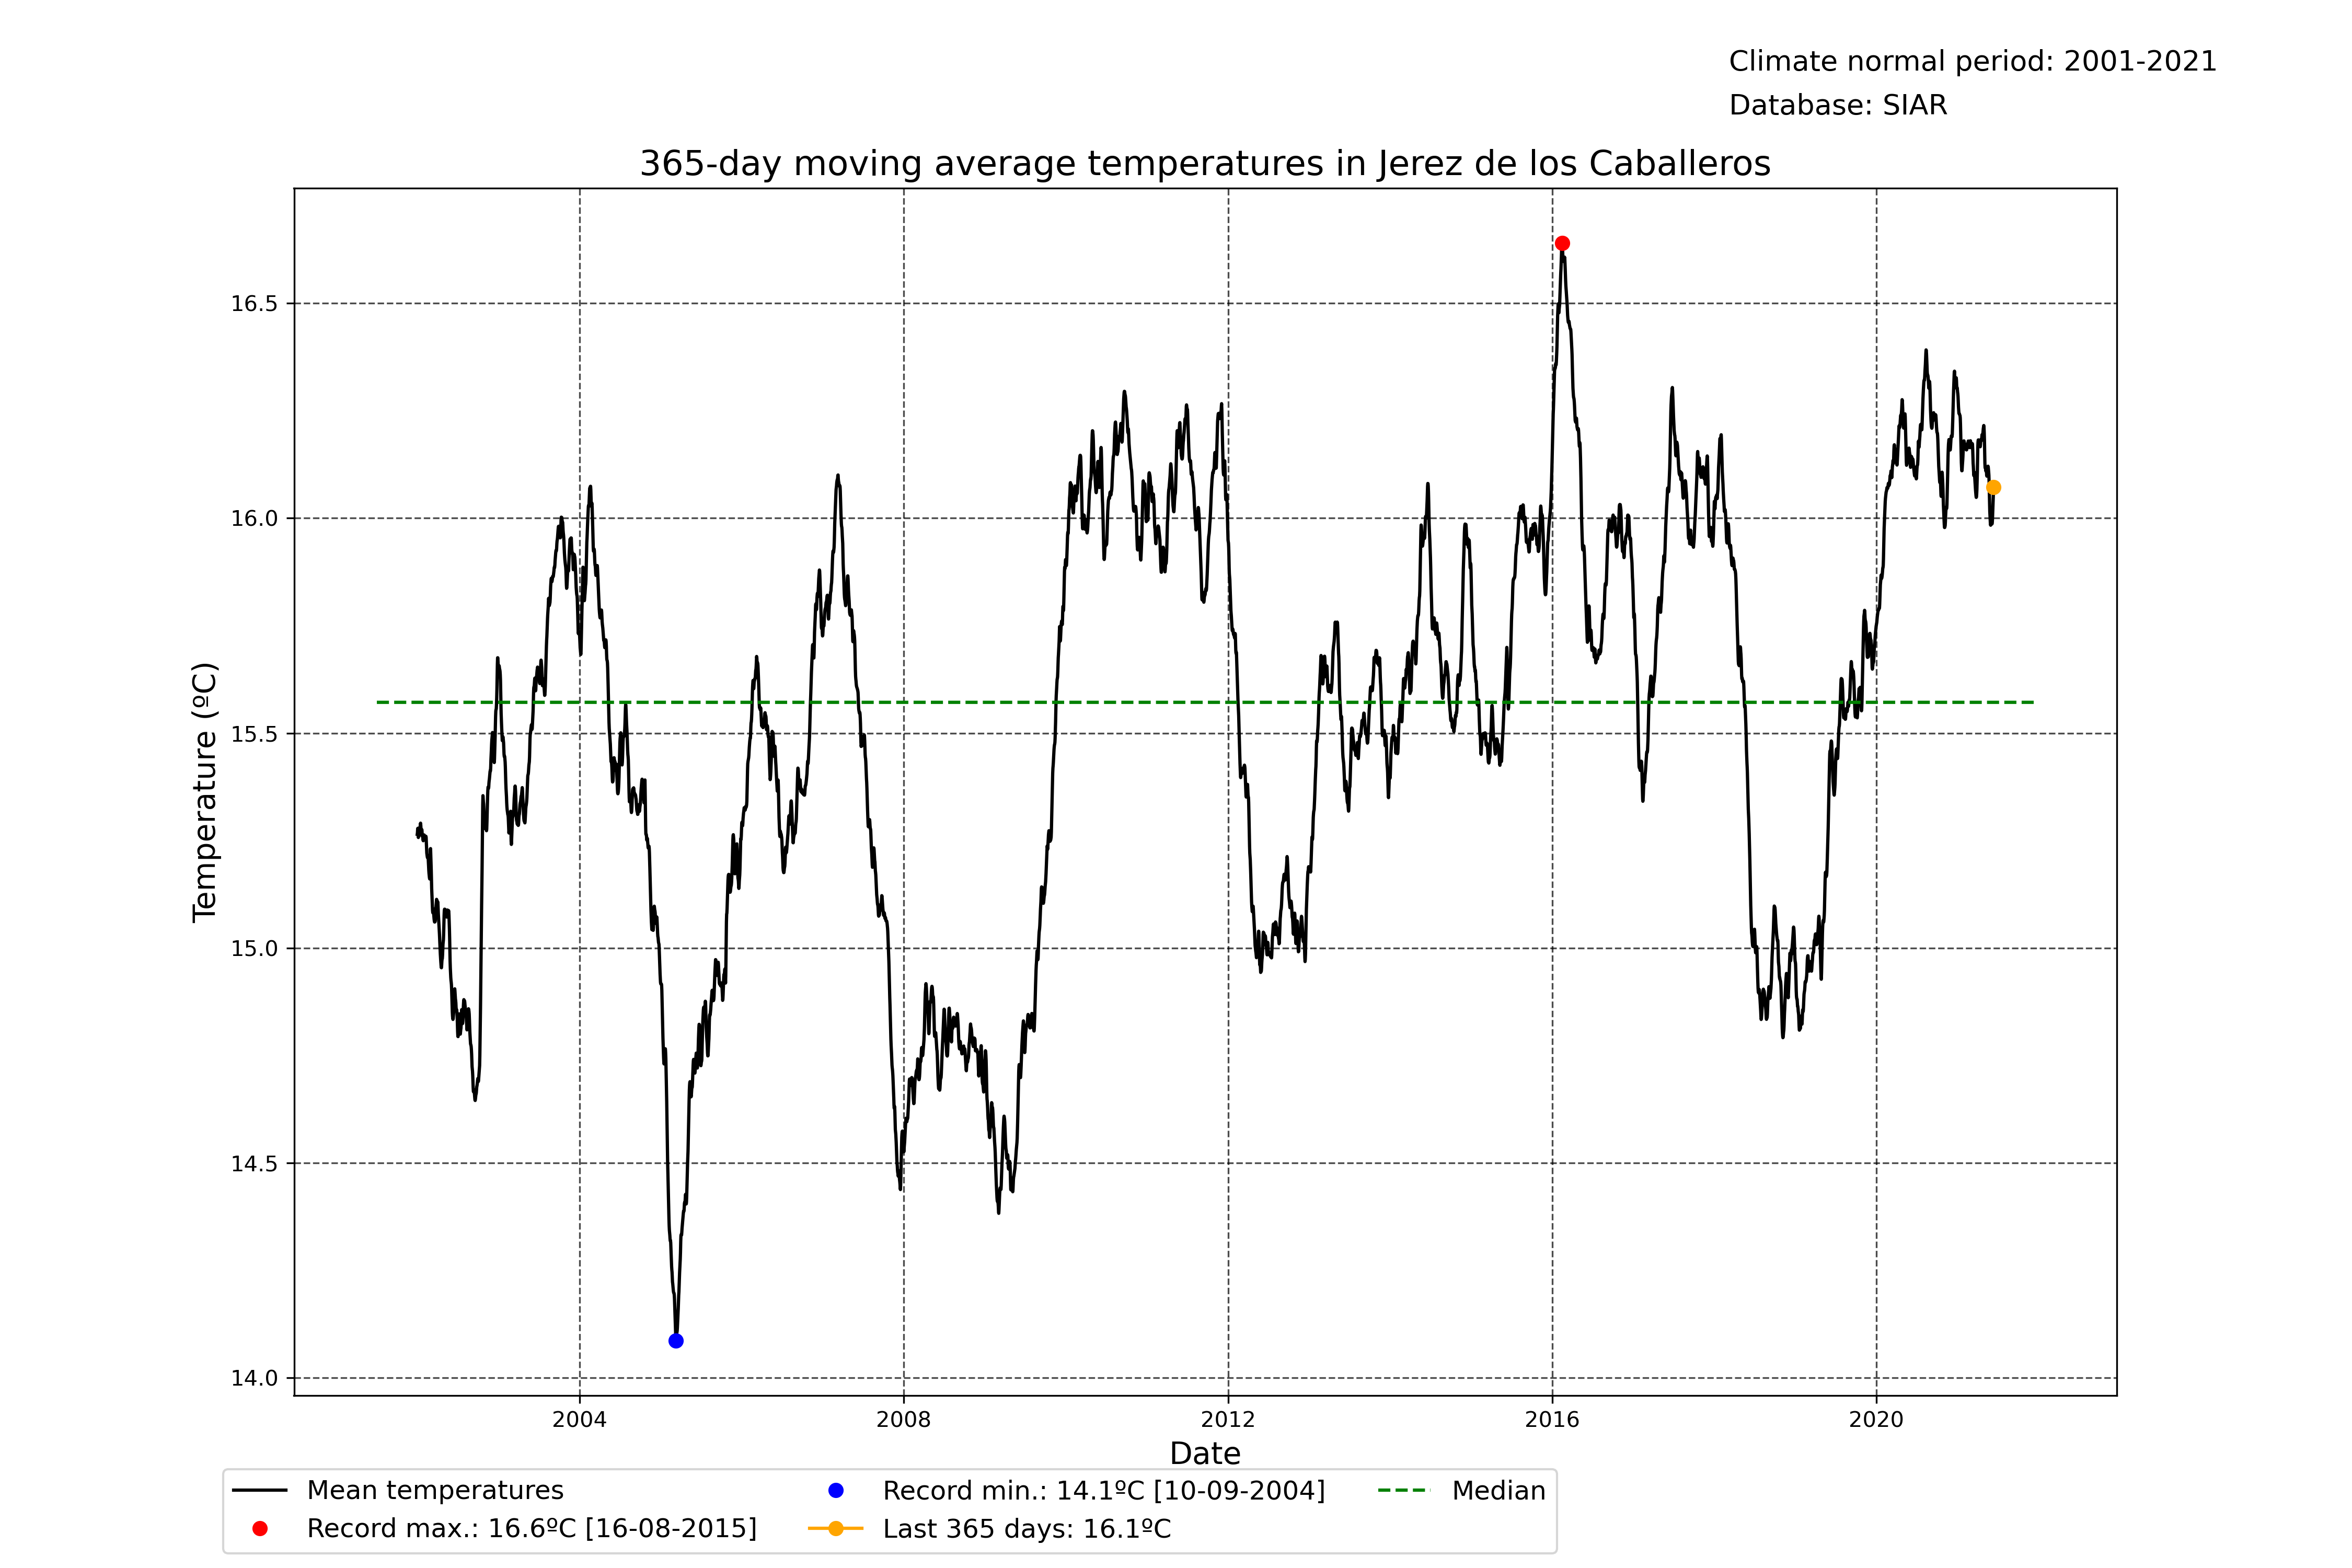 Climate normal period: 2001-2021
Database: SIAR
365-day moving average temperatures in Jerez de los Caballeros
Temperature (ºC)
16.5
16.0
15.5
15.0
14.5
14.0
2004 2008 2012 2016 2020
Date
Mean temperatures
Record max.: 16.6ºC [16-08-2015]
Record min.: 14.1ºC [10-09-2004]
Last 365 days: 16.1ºC
Median